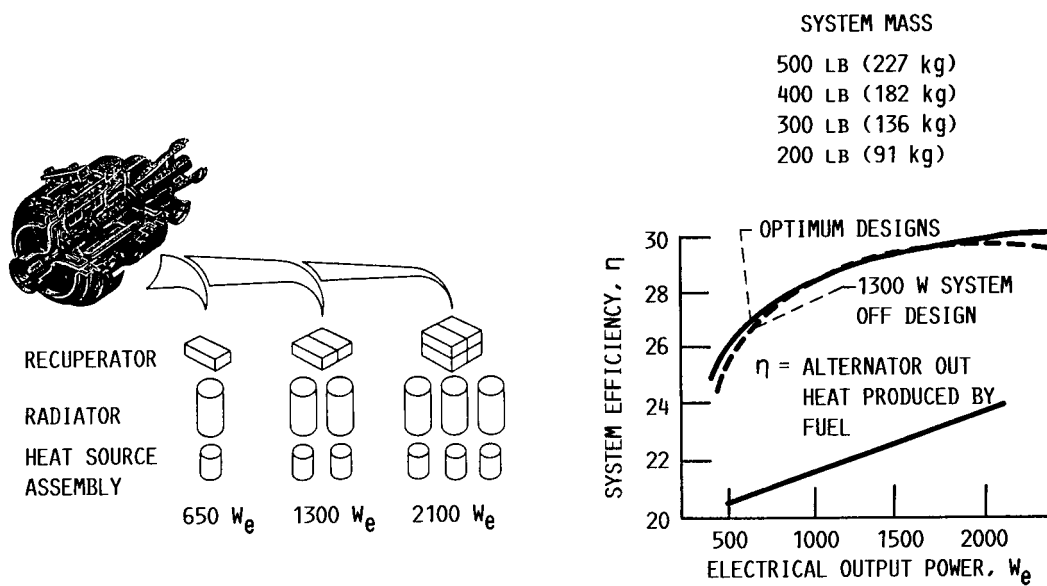 RECUPERATOR
RADIATOR
HEAT SOURCE
ASSEMBLY
650 We
1300 We
2100 We
SYSTEM MASS
500 LB (227 kg)
400 LB (182 kg)
300 LB (136 kg)
200 LB (91 kg)
SYSTEM EFFICIENCY, η
30
28
26
24
22
20
OPTIMUM DESIGNS
1300 W SYSTEM
OFF DESIGN
η = ALTERNATOR OUT
HEAT PRODUCED BY
FUEL
500
1000
1500
2000
ELECTRICAL OUTPUT POWER, We